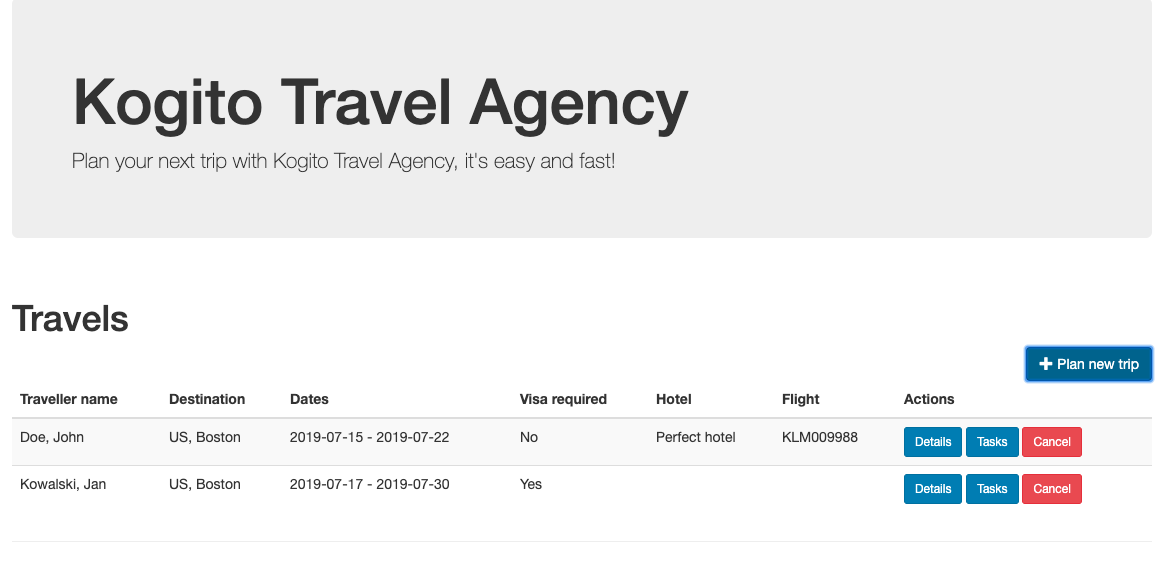 Kogito Travel Agency
Plan your next trip with Kogito Travel Agency, it's easy and fast!
Travels
Plan new trip
Traveller name Destination Dates Visa required Hotel Flight Actions
Doe, John US, Boston 2019-07-15 - 2019-07-22 No Perfect hotel KLM009988 Details Tasks Cancel
Kowalski, Jan US, Boston 2019-07-17 - 2019-07-30 Yes Details Tasks Cancel